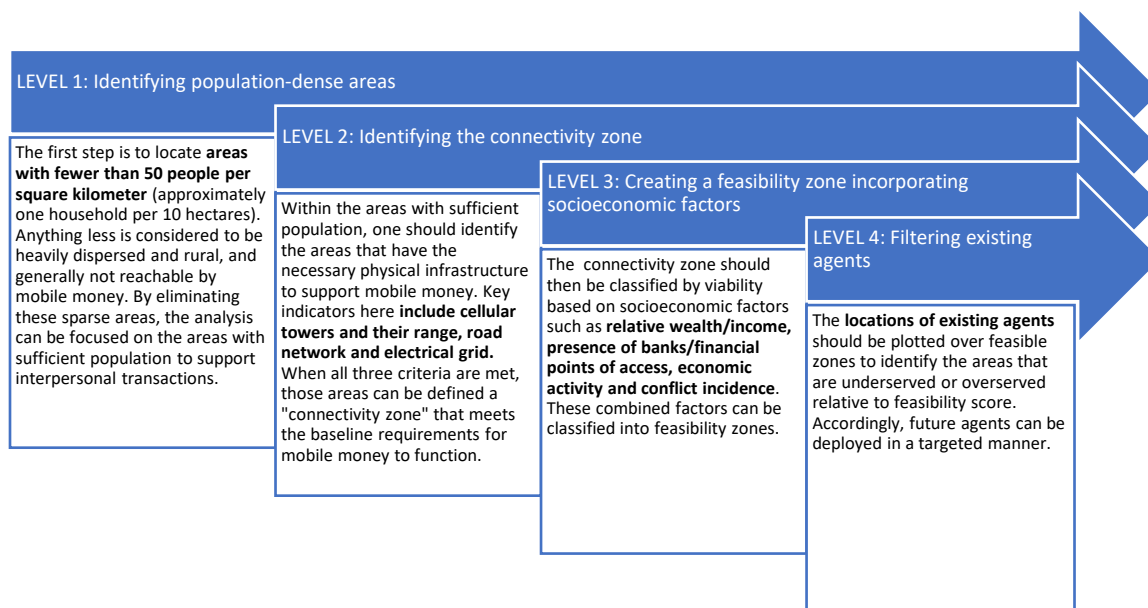 LEVEL 1: Identifying population-dense areas
The first step is to locate areas
with fewer than 50 people per
square kilometer (approximately
one household per 10 hectares).
Anything less is considered to be
heavily dispersed and rural, and
generally not reachable by
mobile money. By eliminating
these sparse areas, the analysis
can be focused on the areas with
sufficient population to support
interpersonal transactions.
LEVEL 2: Identifying the connectivity zone
Within the areas with sufficient
population, one should identify
the areas that have the
necessary physical infrastructure
to support mobile money. Key
indicators here include cellular
towers and their range, road
network and electrical grid.
When all three criteria are met,
those areas can be defined a
"connectivity zone" that meets
the baseline requirements for
mobile money to function.
LEVEL 3: Creating a feasibility zone incorporating
socioeconomic factors
The connectivity zone should
then be classified by viability
based on socioeconomic factors
such as relative wealth/income,
presence of banks/financial
points of access, economic
activity and conflict incidence.
These combined factors can be
classified into feasibility zones.
LEVEL 4: Filtering existing
agents
The locations of existing agents
should be plotted over feasible
zones to identify the areas that
are underserved or overserved
relative to feasibility score.
Accordingly, future agents can be
deployed in a targeted manner.